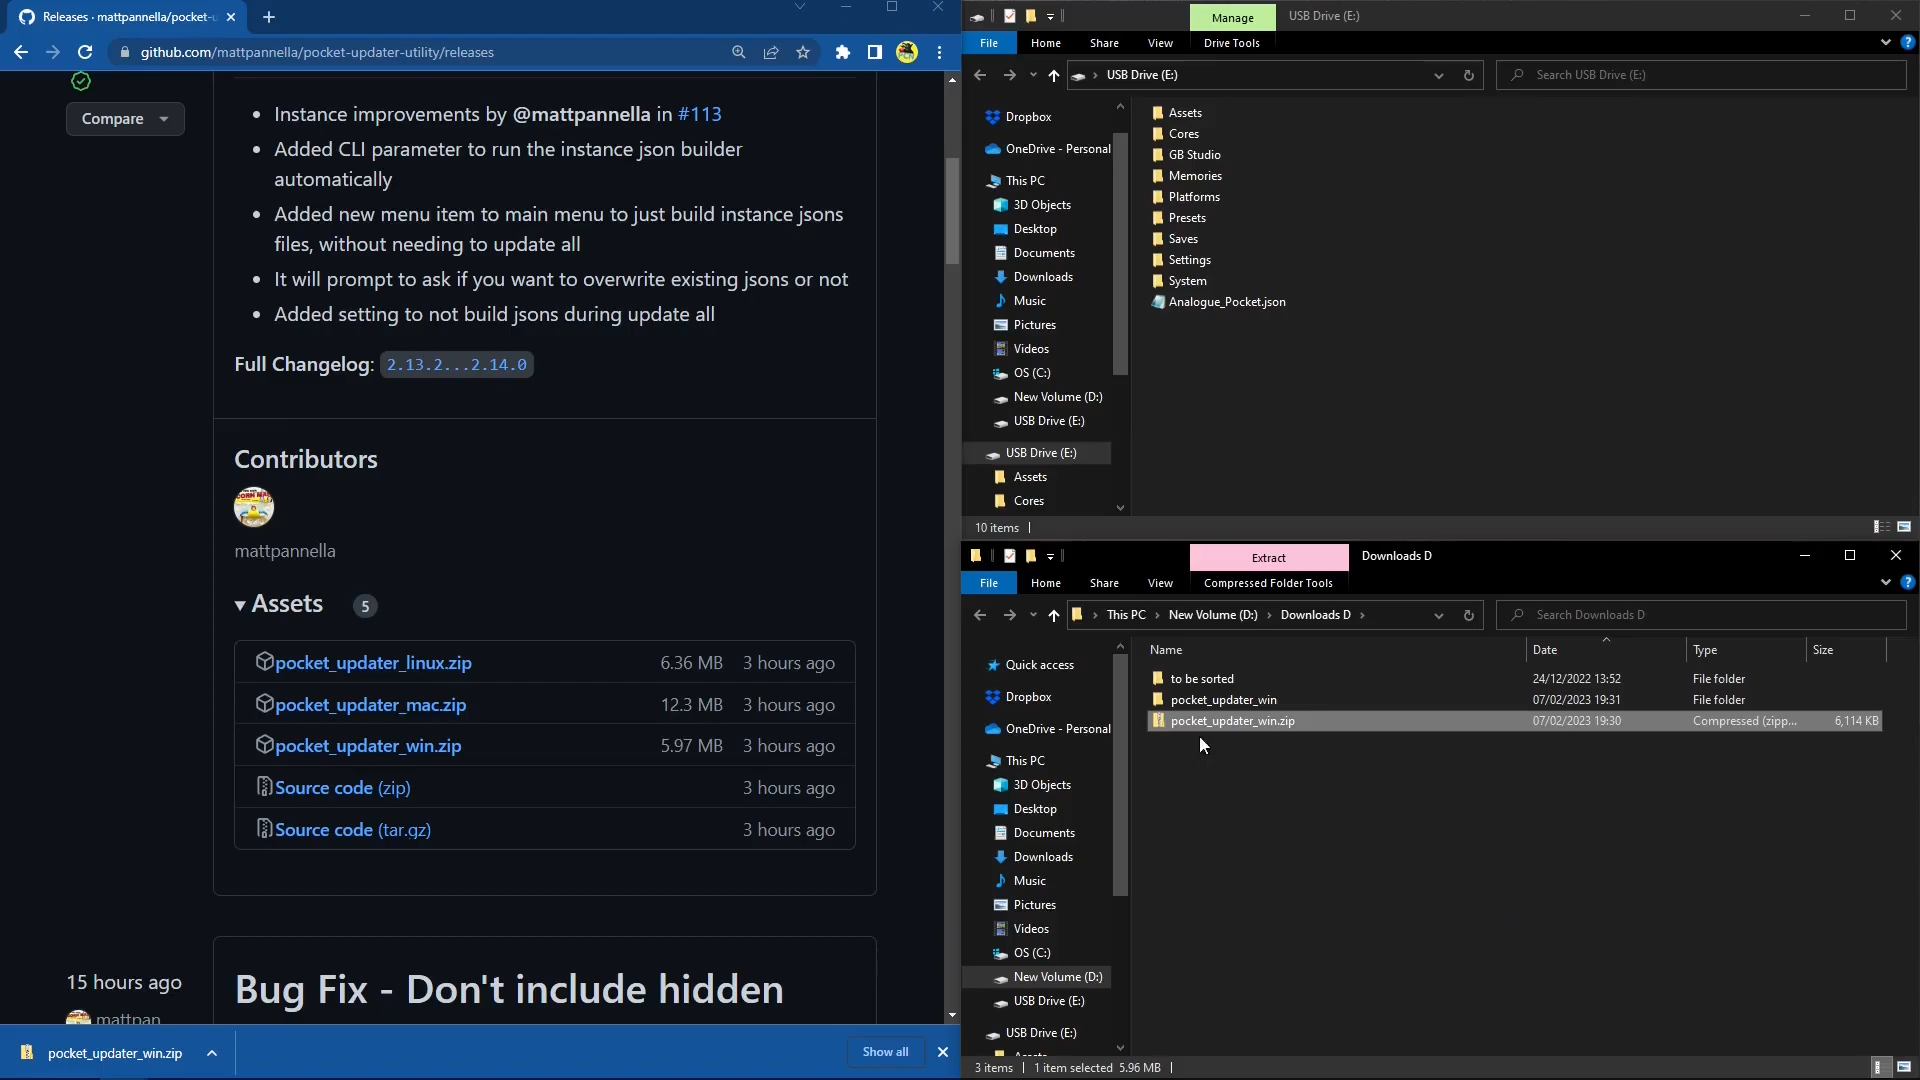 Releases · mattpannella/pocket-u
github.com/mattpannella/pocket-updater-utility/releases
Compare
Instance improvements by @mattpannella in #113
Added CLI parameter to run the instance json builder
automatically
Added new menu item to main menu to just build instance jsons
files, without needing to update all
It will prompt to ask if you want to overwrite existing jsons or not
Added setting to not build jsons during update all
Full Changelog: 2.13.2...2.14.0
Contributors
mattpannella
Assets 5
pocket_updater_linux.zip 6.36 MB 3 hours ago
pocket_updater_mac.zip 12.3 MB 3 hours ago
pocket_updater_win.zip 5.97 MB 3 hours ago
Source code (zip) 3 hours ago
Source code (tar.gz) 3 hours ago
15 hours ago
mattpan
Bug Fix - Don't include hidden
pocket_updater_win.zip
Show all
Manage USB Drive (E:)
File Home Share View Drive Tools
USB Drive (E:)
Search USB Drive (E:)
Dropbox
OneDrive - Personal
This PC
3D Objects
Desktop
Documents
Downloads
Music
Pictures
Videos
OS (C:)
New Volume (D:)
USB Drive (E:)
USB Drive (E:)
Assets
Cores
Assets
Cores
GB Studio
Memories
Platforms
Presets
Saves
Settings
System
Analogue_Pocket.json
10 items
Extract Downloads D
File Home Share View Compressed Folder Tools
This PC New Volume (D:) Downloads D
Search Downloads D
Quick access
Dropbox
OneDrive - Personal
This PC
3D Objects
Desktop
Documents
Downloads
Music
Pictures
Videos
OS (C:)
New Volume (D:)
USB Drive (E:)
USB Drive (E:)
Name Date Type Size
to be sorted 24/12/2022 13:52 File folder
pocket_updater_win 07/02/2023 19:31 File folder
pocket_updater_win.zip 07/02/2023 19:30 Compressed (zipp... 6,114 KB
3 items 1 item selected 5.96 MB